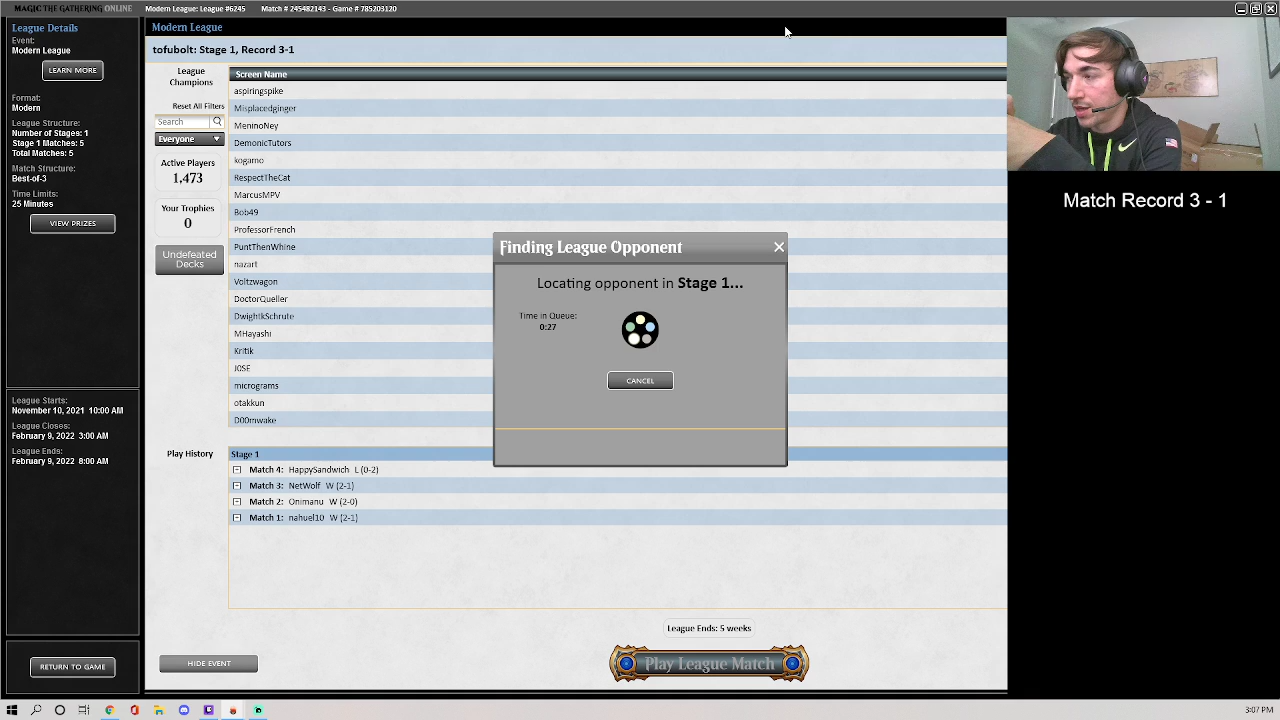 MAGIC THE GATHERING ONLINE
Modern League: League #6245
Match # 245482143 - Game # 785203120
League Details
Event:
Modern League
LEARN MORE
Format:
Modern
League Structure:
Number of Stages: 1
Stage 1 Matches: 5
Total Matches: 5
Match Structure:
Best-of-3
Time Limits:
25 Minutes
VIEW PRIZES
League Starts:
November 10, 2021 10:00 AM
League Closes:
February 9, 2022 3:00 AM
League Ends:
February 9, 2022 8:00 AM
RETURN TO GAME
Modern League
tofubolt: Stage 1, Record 3-1
League
Champions
Reset All Filters
Search
Everyone
Active Players
1,473
Your Trophies
0
Undefeated
Decks
Screen Name
aspiringspike
Misplacedginger
MeninoNey
DemonicTutors
kogamo
RespectTheCat
MarcusMPV
Bob49
ProfessorFrench
PuntThenWhine
nazart
Voltzwagon
DoctorQueller
DwightkSchrute
MHayashi
Kritik
J0SE
micrograms
otakkun
D00mwake
Finding League Opponent
Locating opponent in Stage 1...
Time in Queue:
0:27
CANCEL
Play History
Stage 1
Match 4: HappySandwich L (0-2)
Match 3: NetWolf W (2-1)
Match 2: Onimanu W (2-0)
Match 1: nahuel10 W (2-1)
League Ends: 5 weeks
HIDE EVENT
Play League Match
Match Record 3 - 1
3:07 PM